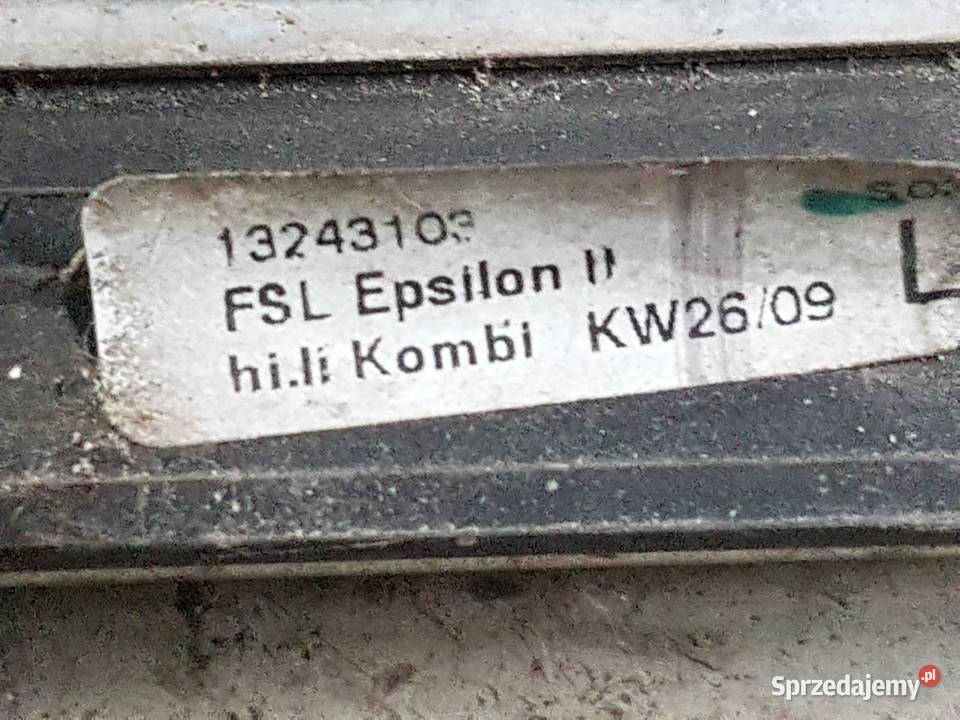 13243103
FSL Epsilon II
hi.li Kombi KW26/09
L
Sprzedajemy.pl